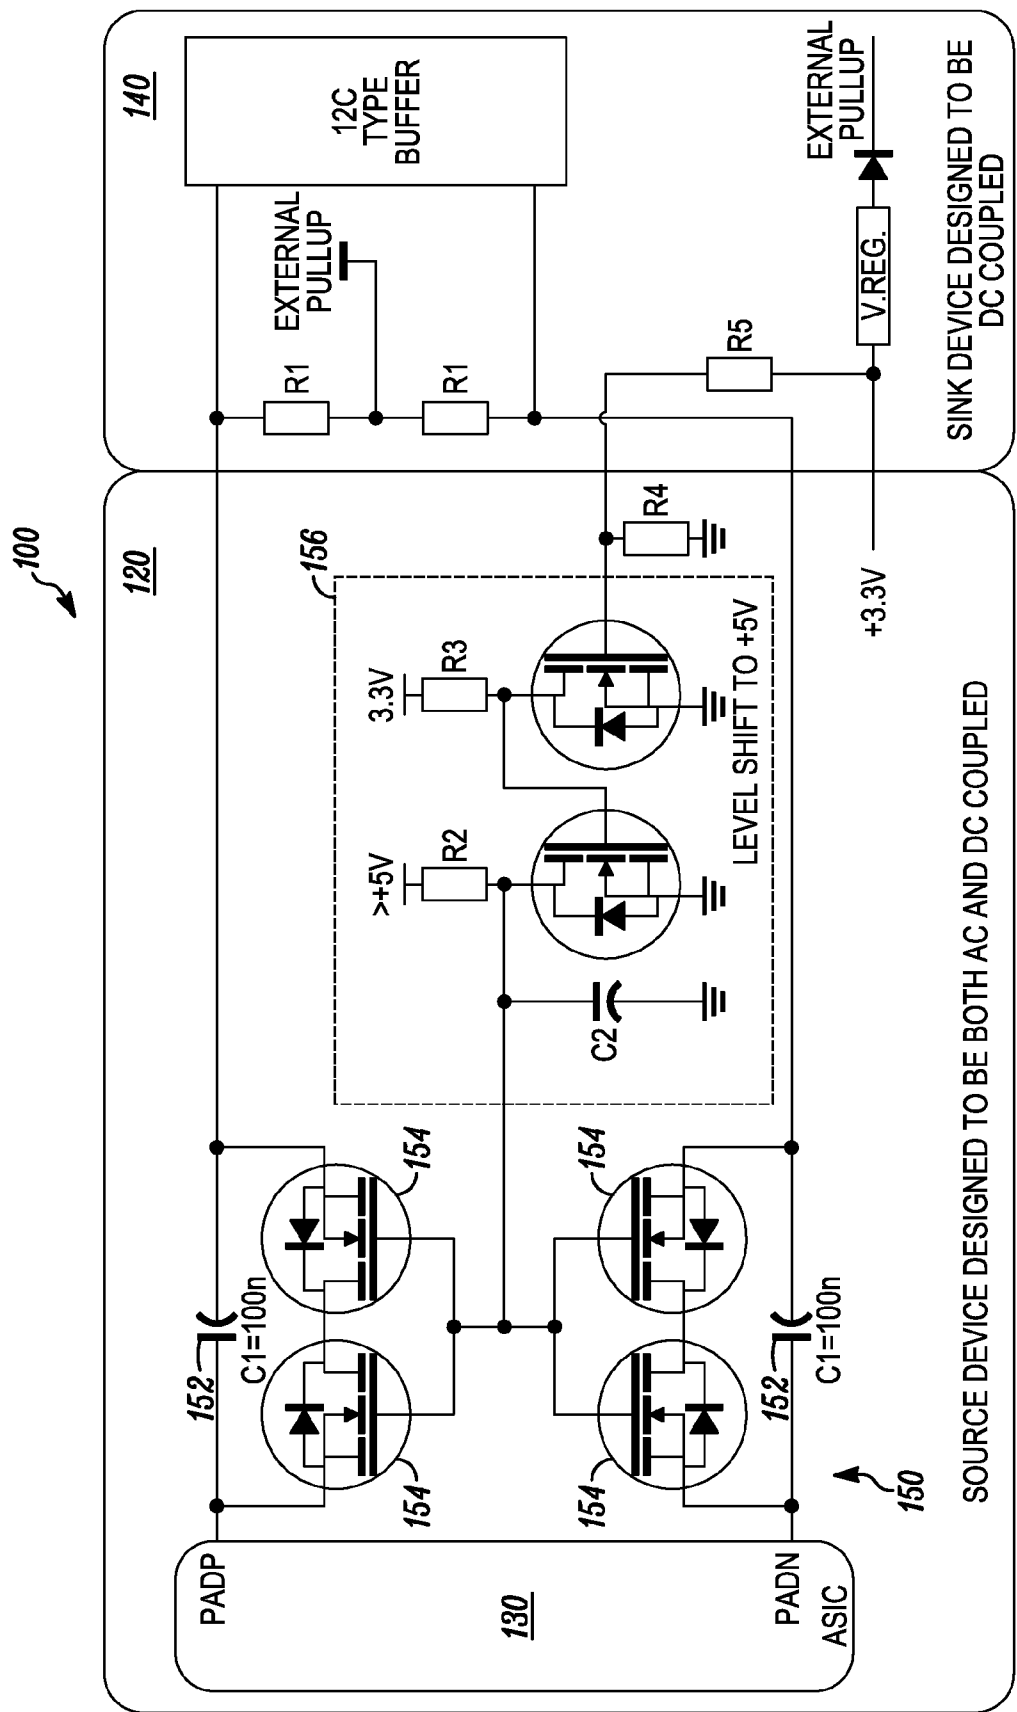 100
120
140
PADP
130
PADN
ASIC
152
C1=100n
154
154
154
154
152
C1=100n
150
156
>+5V
R2
3.3V
R3
C2
LEVEL SHIFT TO +5V
R4
+3.3V
SOURCE DEVICE DESIGNED TO BE BOTH AC AND DC COUPLED
12C
TYPE
BUFFER
EXTERNAL
PULLUP
R1
R1
R5
V.REG.
EXTERNAL
PULLUP
SINK DEVICE DESIGNED TO BE
DC COUPLED